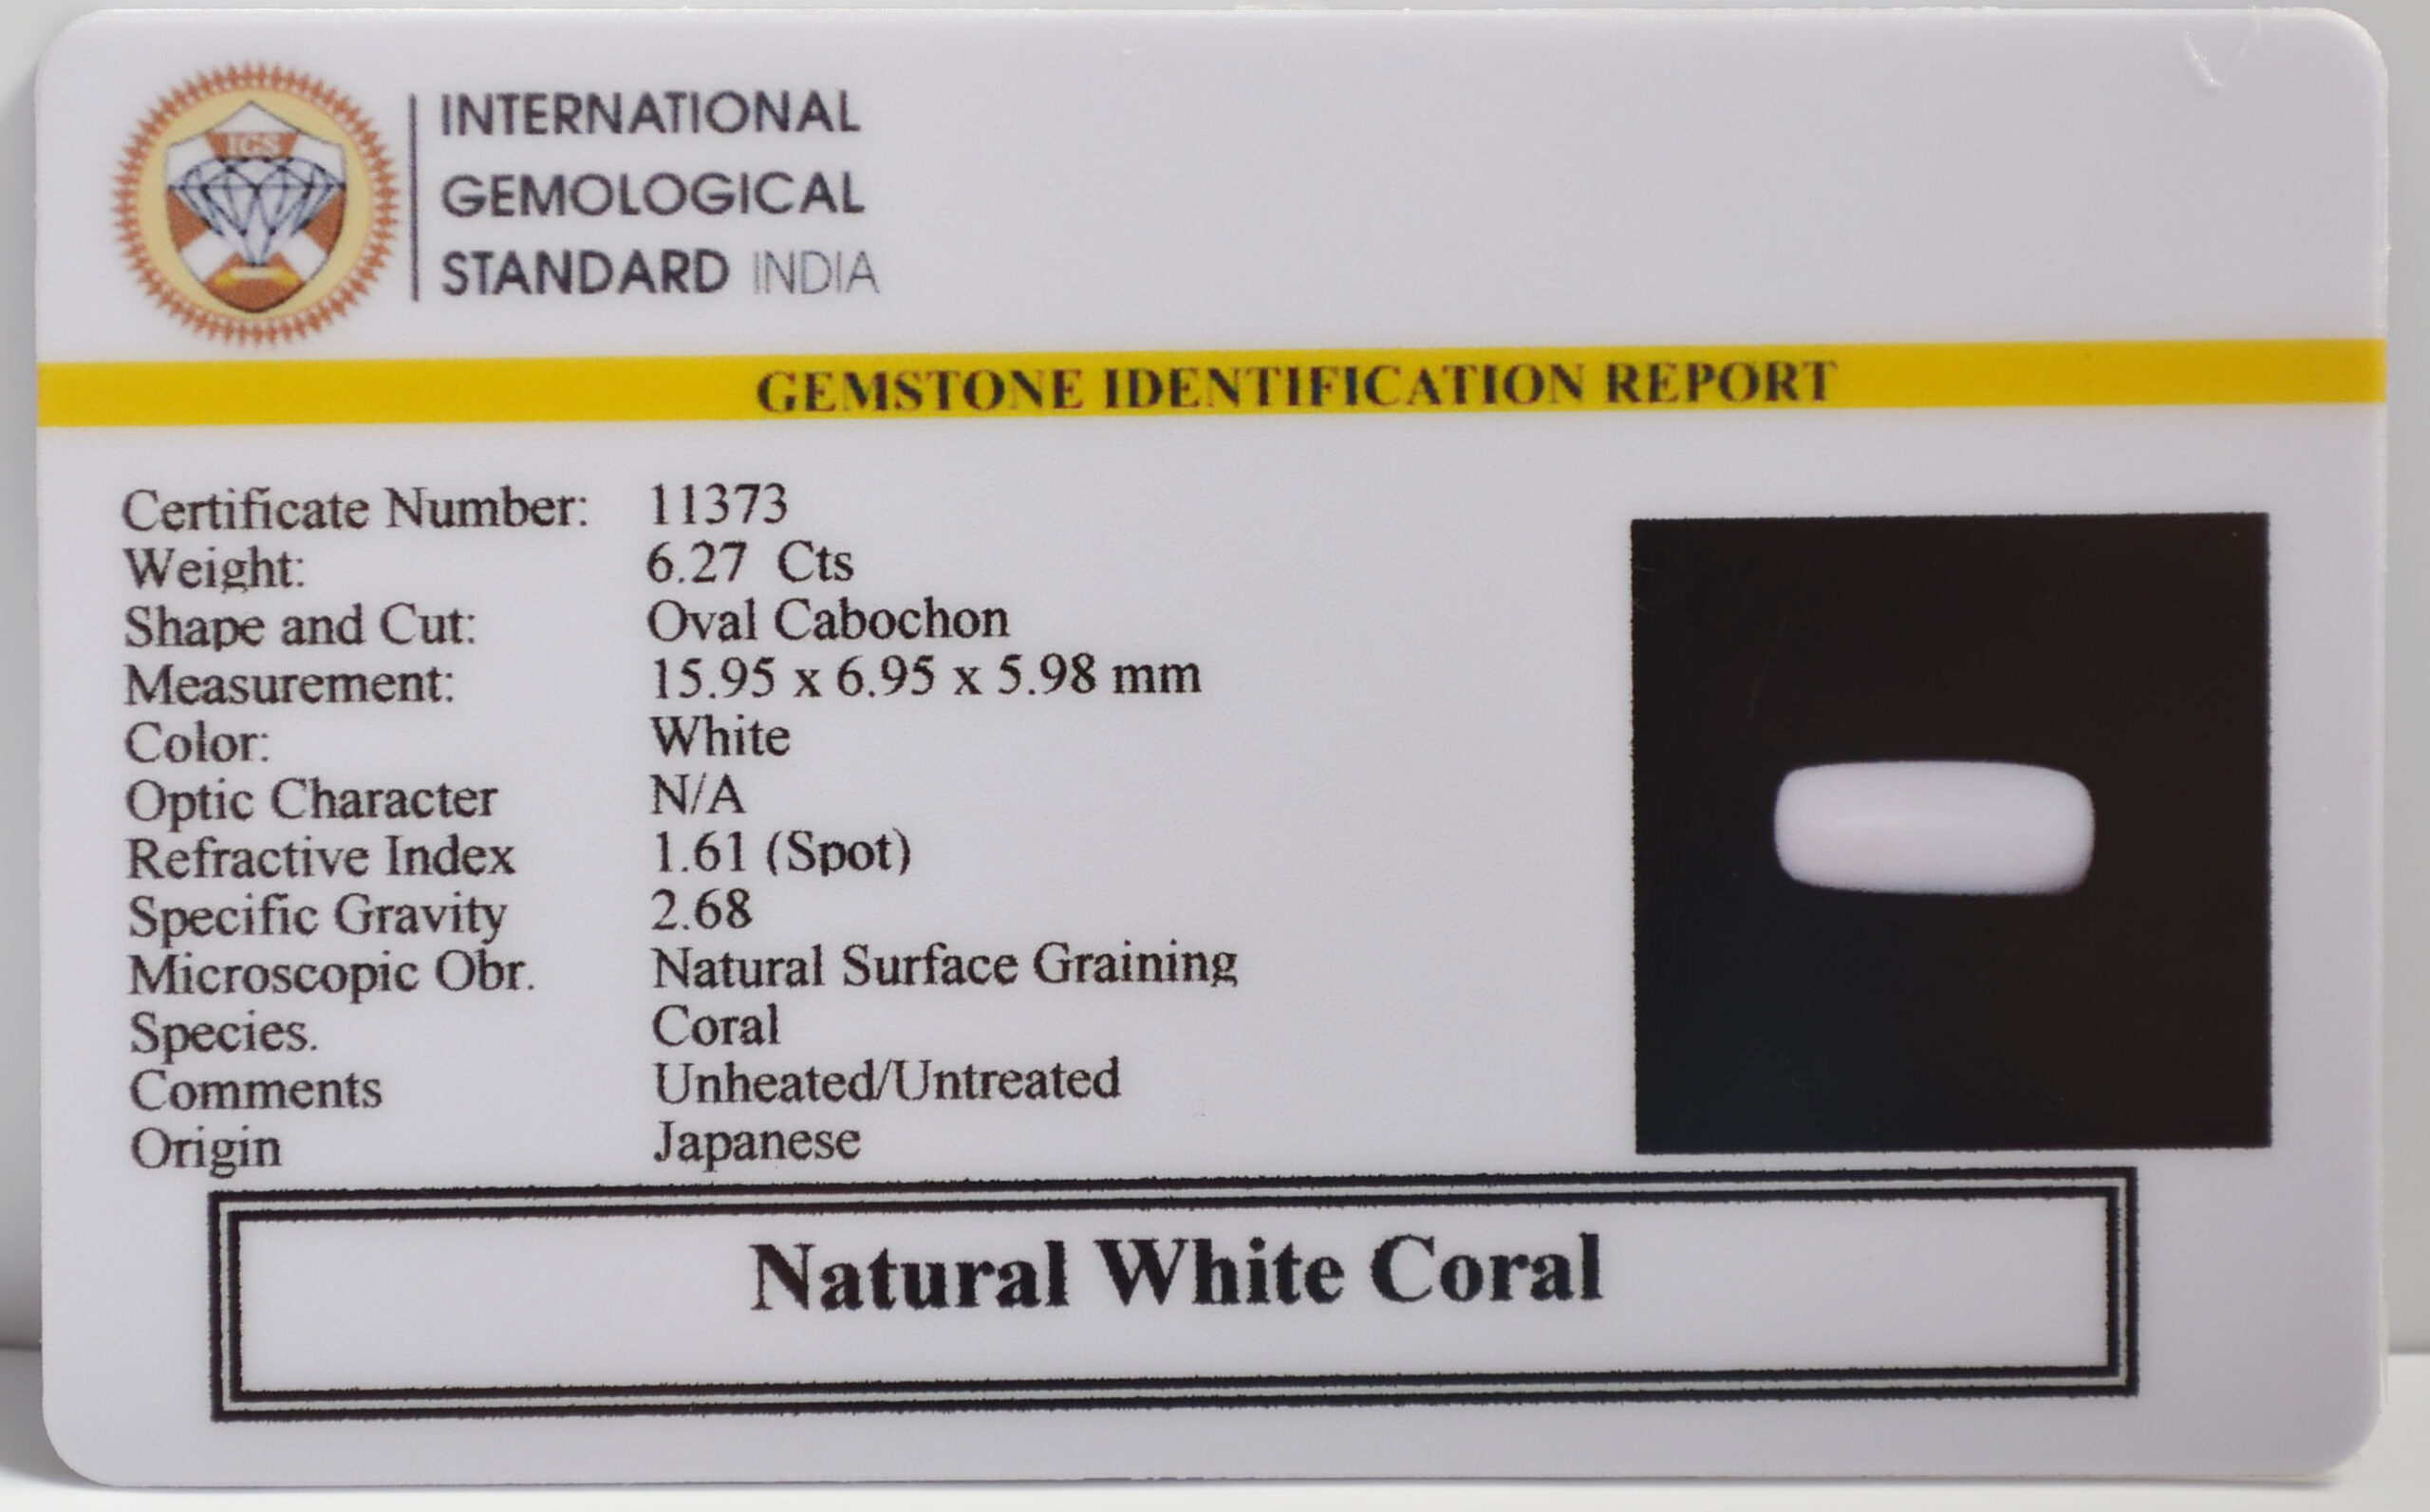 IGS
INTERNATIONAL
GEMOLOGICAL
STANDARD INDIA
GEMSTONE IDENTIFICATION REPORT
Certificate Number: 11373
Weight: 6.27 Cts
Shape and Cut: Oval Cabochon
Measurement: 15.95 x 6.95 x 5.98 mm
Color: White
Optic Character N/A
Refractive Index 1.61 (Spot)
Specific Gravity 2.68
Microscopic Obr. Natural Surface Graining
Species. Coral
Comments Unheated/Untreated
Origin Japanese
Natural White Coral